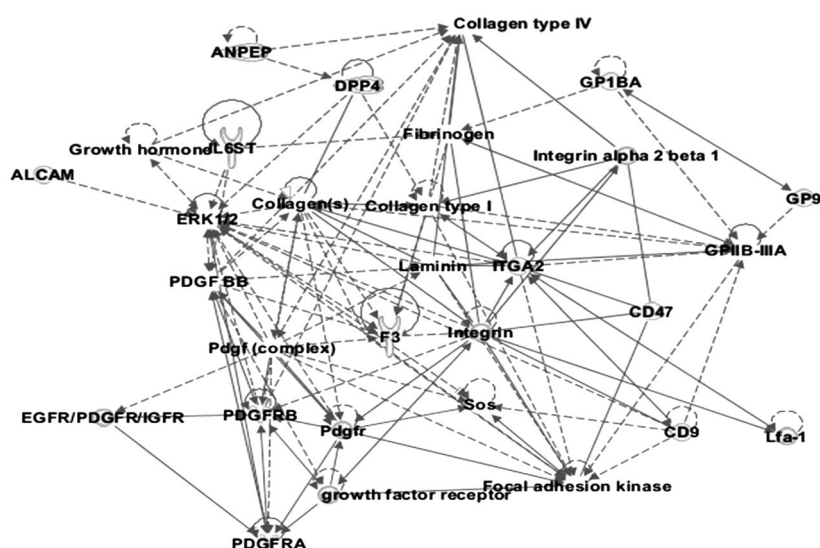 Collagen type IV
ANPEP
DPP4
GP1BA
Fibrinogen
Growth hormone
IL6ST
Integrin alpha 2 beta 1
ALCAM
GP9
Collagen(s)
Collagen type I
ERK1/2
GPIIB-IIIA
Laminin
ITGA2
PDGF BB
CD47
F3
Integrin
Pdgf (complex)
Sos
EGFR/PDGFR/IGFR
PDGFRB
Pdgfr
CD9
Lfa-1
growth factor receptor
Focal adhesion kinase
PDGFRA